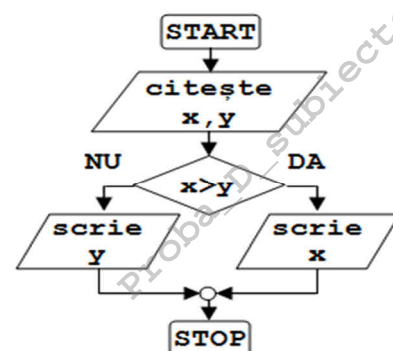 START
citește
x,y
NU
DA
x>y
scrie
y
scrie
x
STOP
Proba_D_subiect